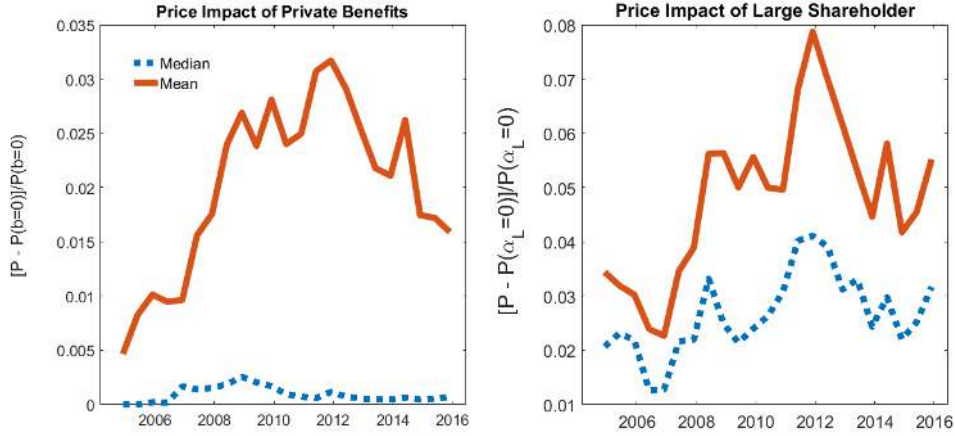 Price Impact of Private Benefits
0.035
0.03
0.025
0.02
0.015
0.01
0.005
0
[P - P(b=0)]/P(b=0)
Median
Mean
2006 2008 2010 2012 2014 2016
Price Impact of Large Shareholder
0.08
0.07
0.06
0.05
0.04
0.03
0.02
0.01
[P - P(α_L=0)]/P(α_L=0)
2006 2008 2010 2012 2014 2016